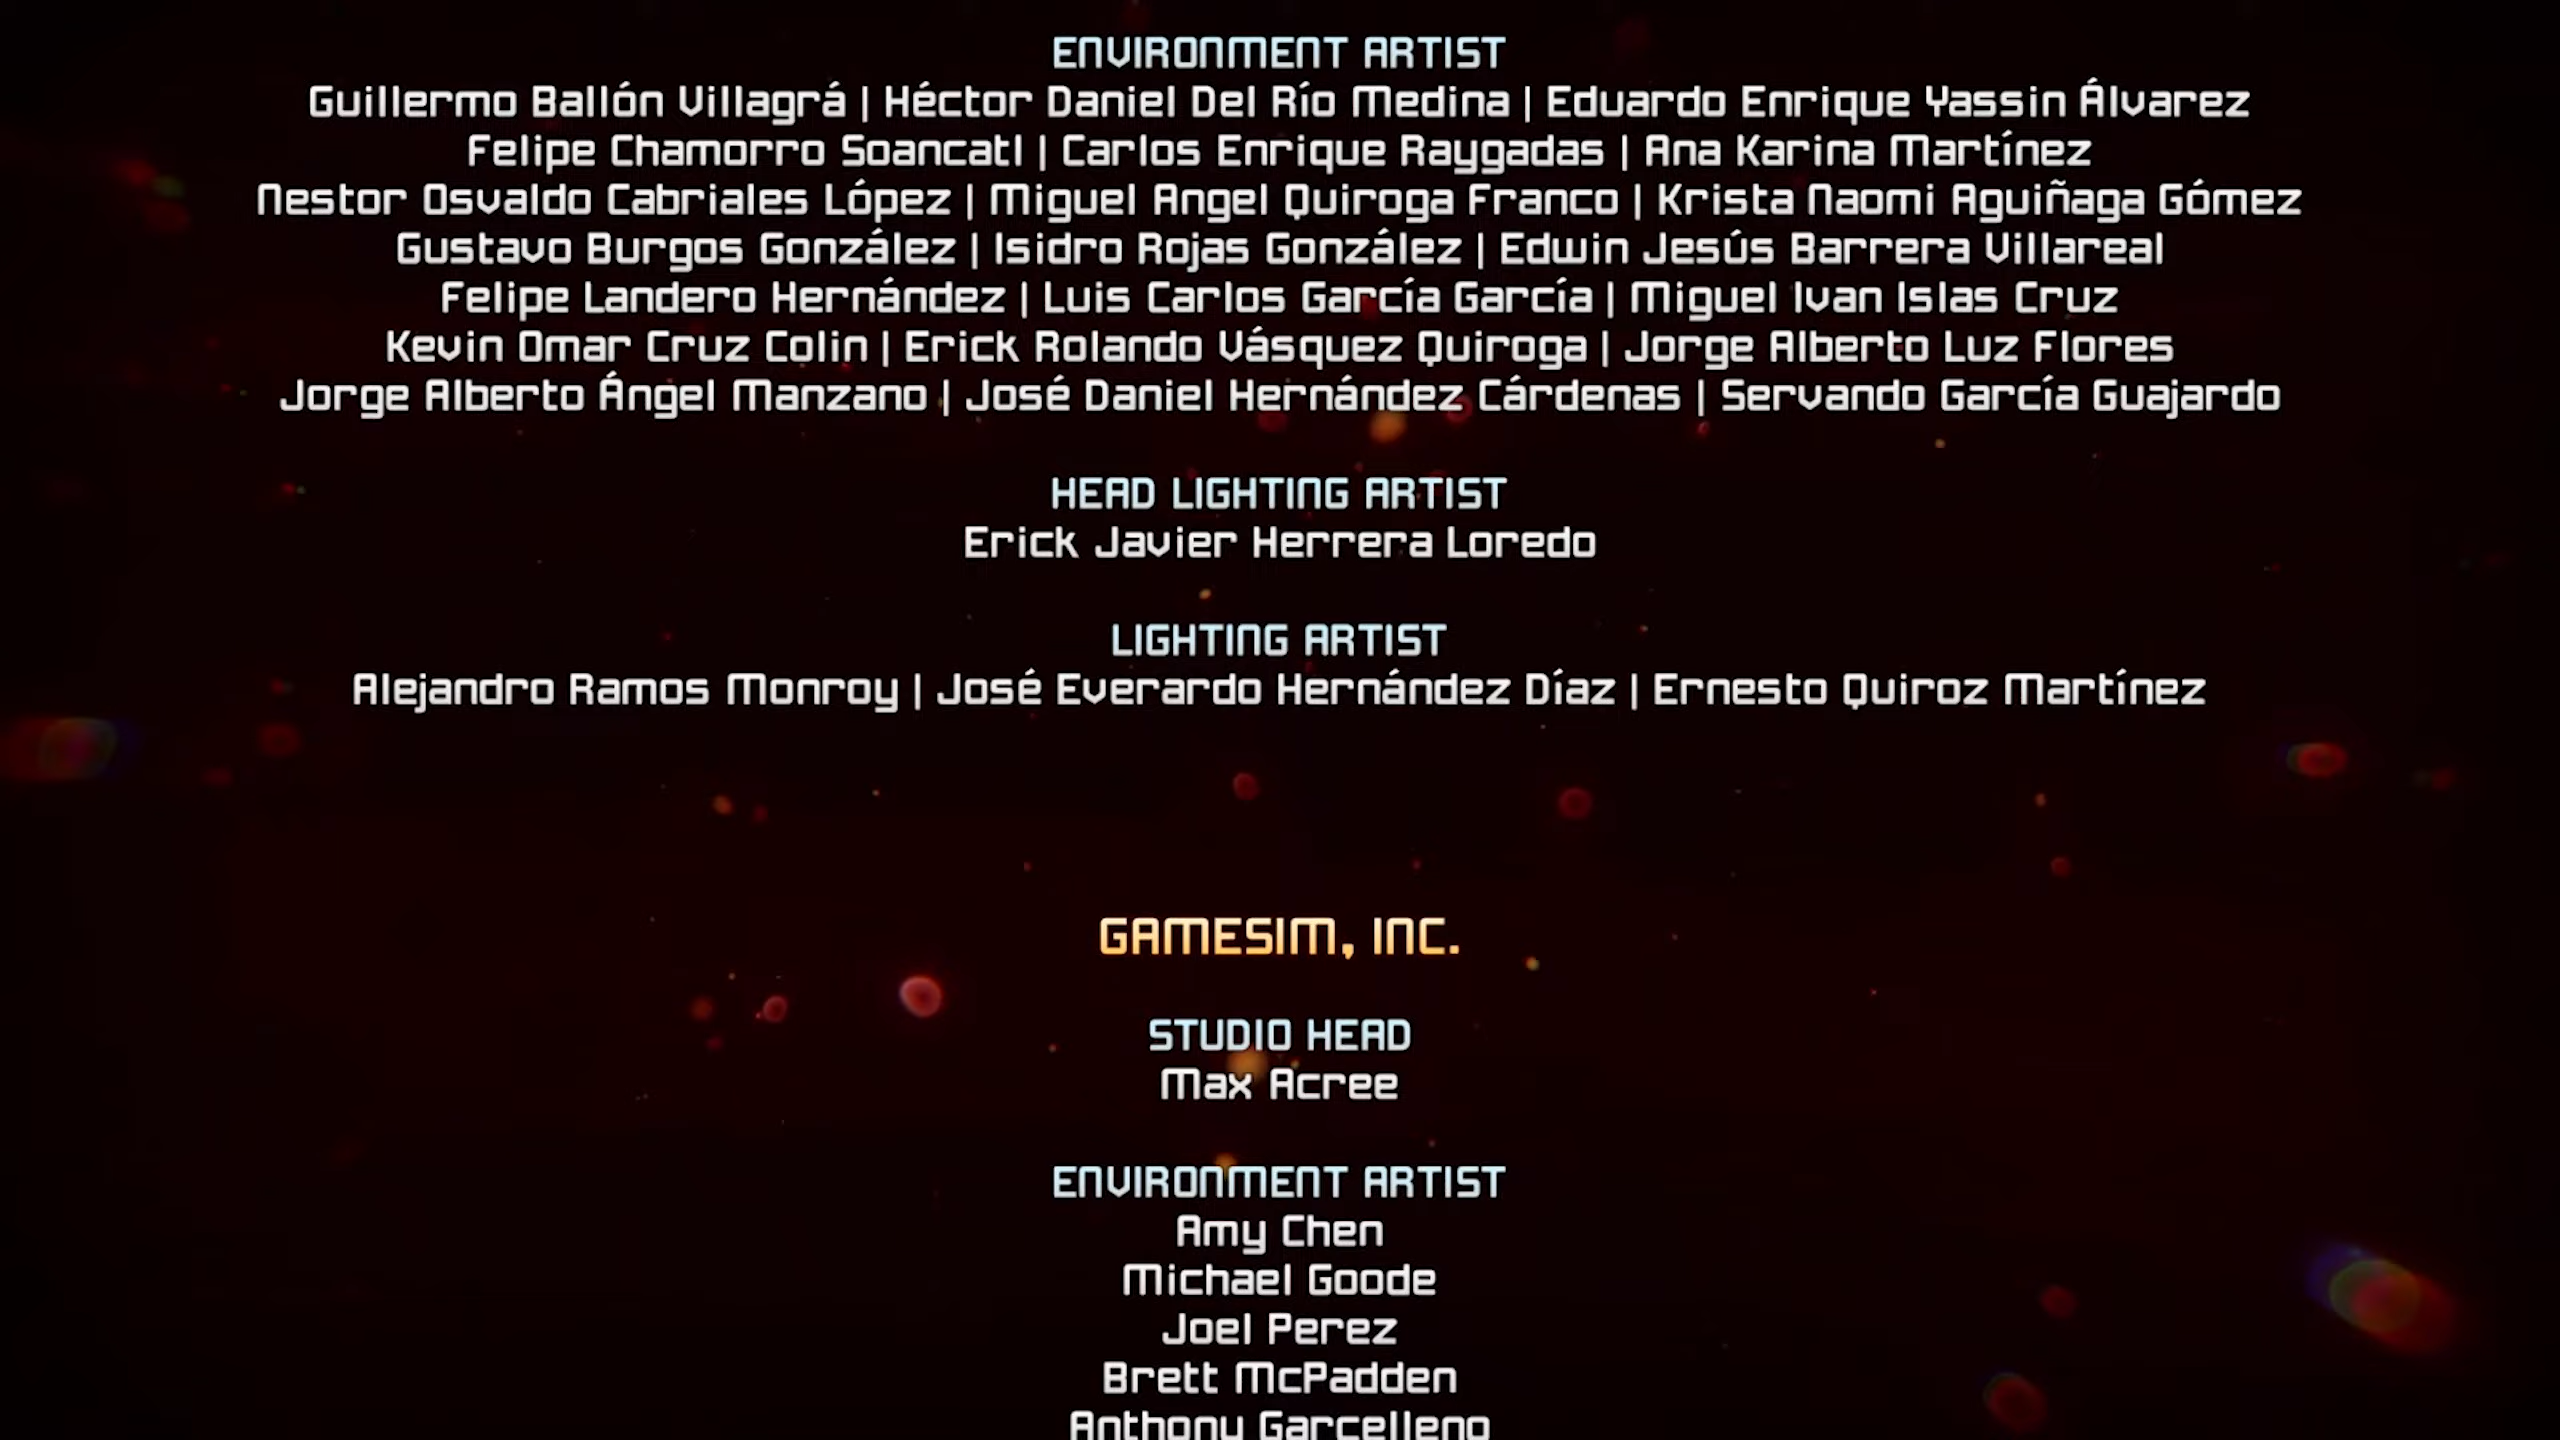 ENVIRONMENT ARTIST
Guillermo Ballón Villagrá | Héctor Daniel Del Río Medina | Eduardo Enrique Yassin Álvarez
Felipe Chamorro Soancatl | Carlos Enrique Raygadas | Ana Karina Martínez
Nestor Osvaldo Cabriales López | Miguel Angel Quiroga Franco | Krista Naomi Aguiñaga Gómez
Gustavo Burgos González | Isidro Rojas González | Edwin Jesús Barrera Villareal
Felipe Landero Hernández | Luis Carlos García García | Miguel Ivan Islas Cruz
Kevin Omar Cruz Colin | Erick Rolando Vásquez Quiroga | Jorge Alberto Luz Flores
Jorge Alberto Ángel Manzano | José Daniel Hernández Cárdenas | Servando García Guajardo
HEAD LIGHTING ARTIST
Erick Javier Herrera Loredo
LIGHTING ARTIST
Alejandro Ramos Monroy | José Everardo Hernández Díaz | Ernesto Quiroz Martínez
GAMESIM, INC.
STUDIO HEAD
Max Acree
ENVIRONMENT ARTIST
Amy Chen
Michael Goode
Joel Perez
Brett McPadden
Anthony Garcelleno